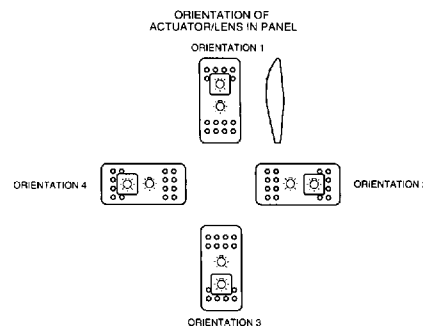 ORIENTATION OF
ACTUATOR/LENS IN PANEL
ORIENTATION 1
ORIENTATION 4
ORIENTATION
ORIENTATION 3